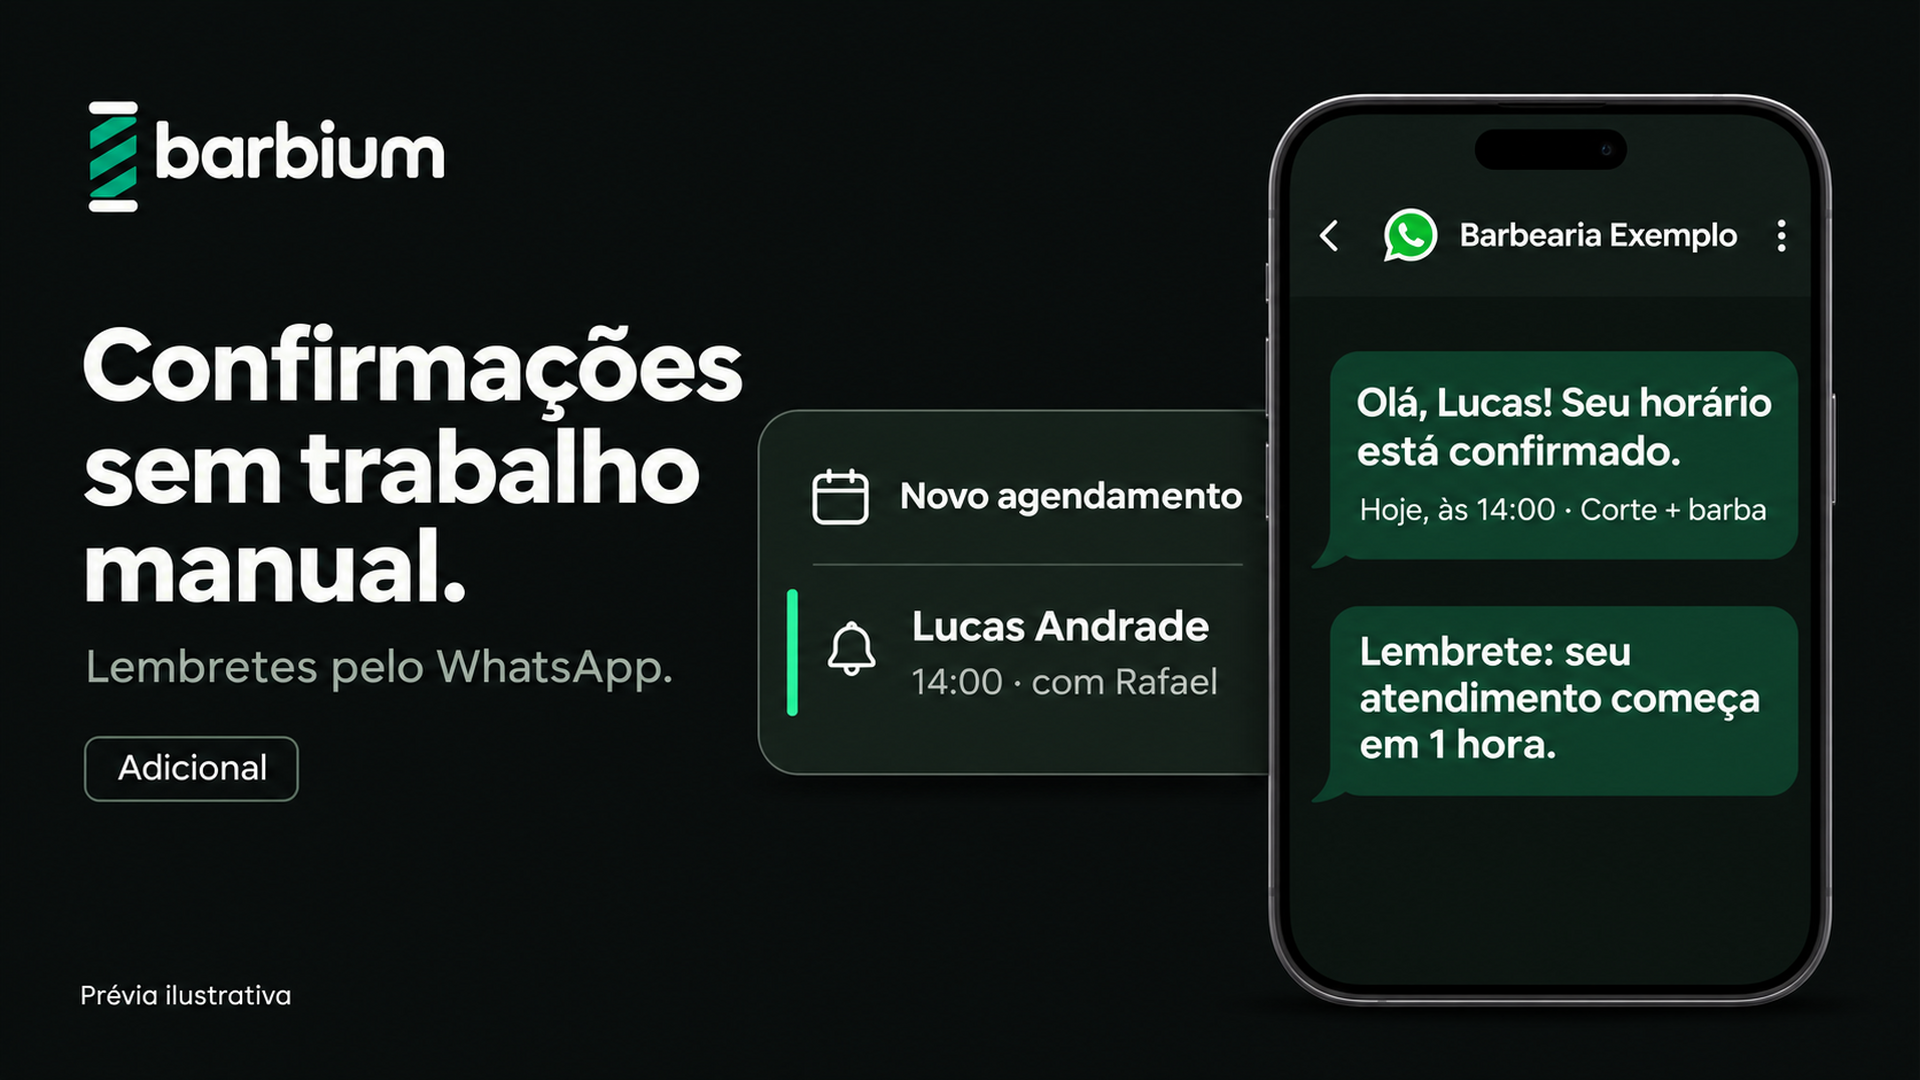 barbium
Confirmações
sem trabalho
manual.
Lembretes pelo WhatsApp.
Adicional
Prévia ilustrativa
Novo agendamento
Lucas Andrade
14:00 · com Rafael
Barbearia Exemplo
Olá, Lucas! Seu horário
está confirmado.
Hoje, às 14:00 · Corte + barba
Lembrete: seu
atendimento começa
em 1 hora.